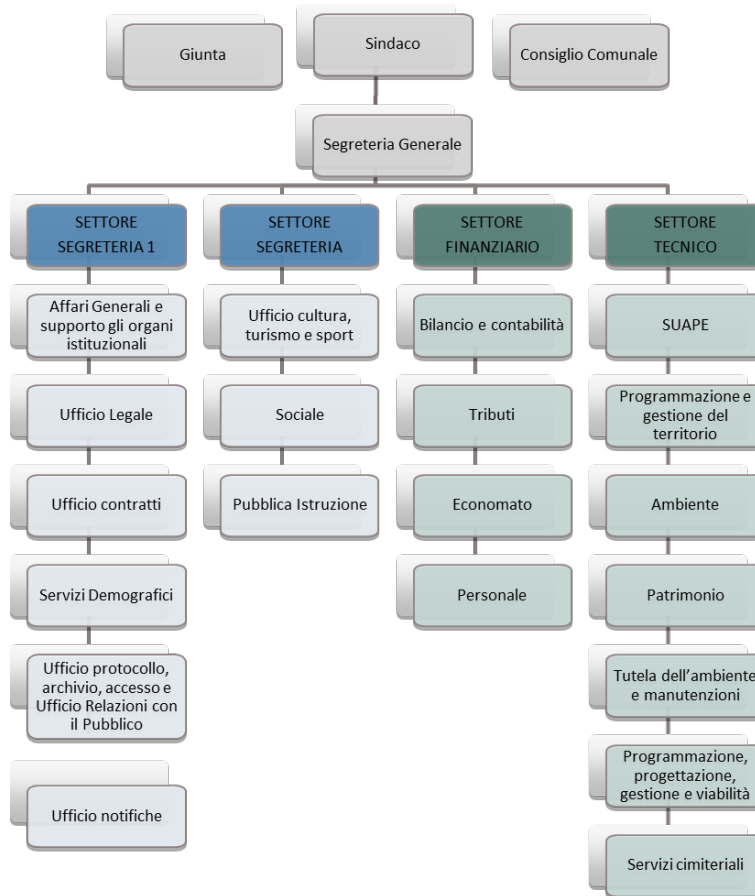 Giunta
Sindaco
Consiglio Comunale
Segreteria Generale
SETTORE
SEGRETERIA 1
SETTORE
SEGRETERIA
SETTORE
FINANZIARIO
SETTORE
TECNICO
Affari Generali e
supporto gli organi
istituzionali
Ufficio cultura,
turismo e sport
Bilancio e contabilità
SUAPE
Ufficio Legale
Sociale
Tributi
Programmazione e
gestione del
territorio
Ufficio contratti
Pubblica Istruzione
Economato
Ambiente
Servizi Demografici
Personale
Patrimonio
Ufficio protocollo,
archivio, accesso e
Ufficio Relazioni con
il Pubblico
Tutela dell’ambiente
e manutenzioni
Ufficio notifiche
Programmazione,
progettazione,
gestione e viabilità
Servizi cimiteriali